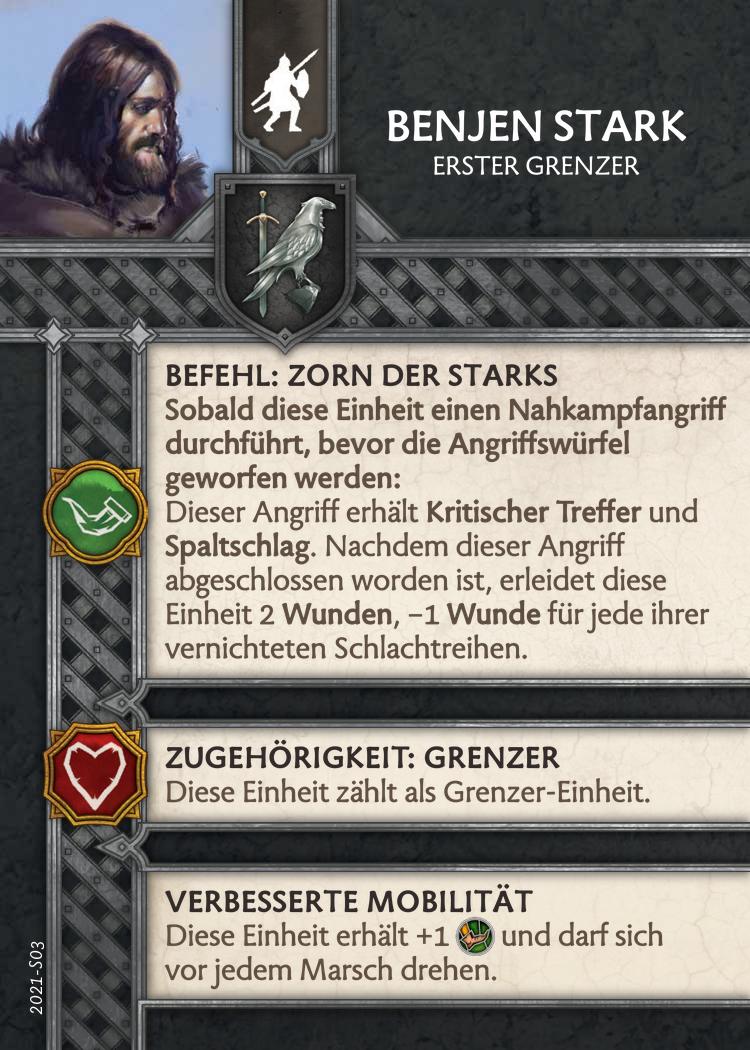 BENJEN STARK
ERSTER GRENZER
BEFEHL: ZORN DER STARKS
Sobald diese Einheit einen Nahkampfangriff
durchführt, bevor die Angriffswürfel
geworfen werden:
Dieser Angriff erhält Kritischer Treffer und
Spaltschlag. Nachdem dieser Angriff
abgeschlossen worden ist, erleidet diese
Einheit 2 Wunden, −1 Wunde für jede ihrer
vernichteten Schlachtreihen.
ZUGEHÖRIGKEIT: GRENZER
Diese Einheit zählt als Grenzer-Einheit.
VERBESSERTE MOBILITÄT
Diese Einheit erhält +1 und darf sich
vor jedem Marsch drehen.
2021-S03